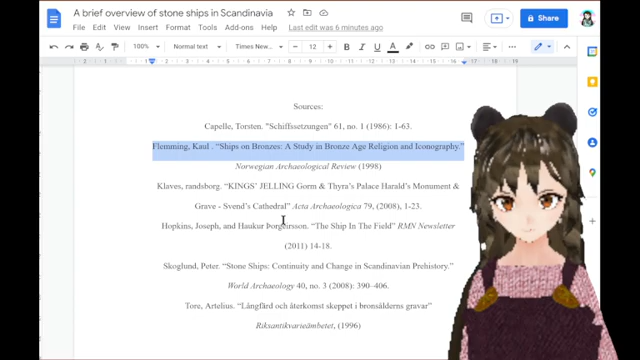 A brief overview of stone ships in Scandinavia
File Edit View Insert Format Tools Add-ons Help Last edit was 6 minutes ago
Share
100% Normal text Times New... 12 B I U A
Sources:
Capelle, Torsten. "Schiffssetzungen" 61, no. 1 (1986): 1-63.
Flemming, Kaul . “Ships on Bronzes: A Study in Bronze Age Religion and Iconography.”
Norwegian Archaeological Review (1998)
Klaves, randsborg. “KINGS’ JELLING Gorm & Thyra’s Palace Harald’s Monument &
Grave - Svend’s Cathedral” Acta Archaeologica 79, (2008), 1-23.
Hopkins, Joseph, and Haukur Þorgeirsson. “The Ship In The Field” RMN Newsletter
(2011) 14-18.
Skoglund, Peter. “Stone Ships: Continuity and Change in Scandinavian Prehistory.”
World Archaeology 40, no. 3 (2008): 390–406.
Tore, Artelius. “Långfärd och återkomst skeppet i bronsålderns gravar”
Riksantikvarieämbetet, (1996)